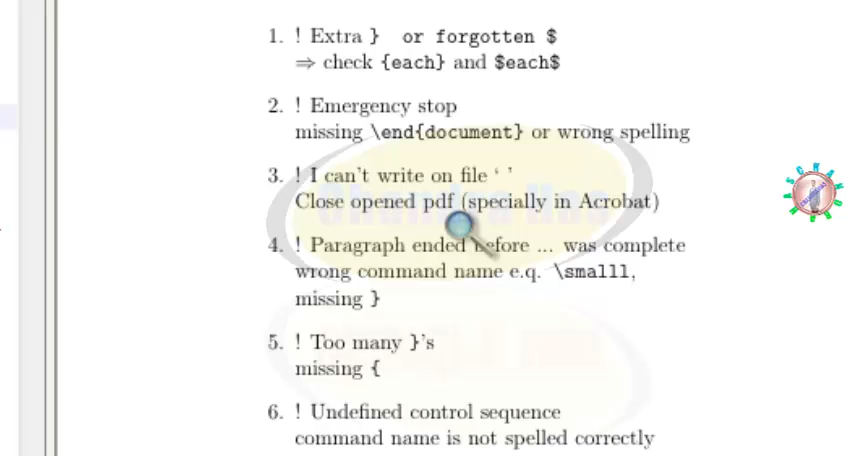 1. ! Extra }  or forgotten $
⇒ check {each} and $each$
2. ! Emergency stop
missing \end{document} or wrong spelling
3. ! I can't write on file ‘ ’
Close opened pdf (specially in Acrobat)
4. ! Paragraph ended before ... was complete
wrong command name e.q. \smalll,
missing }
5. ! Too many }'s
missing {
6. ! Undefined control sequence
command name is not spelled correctly